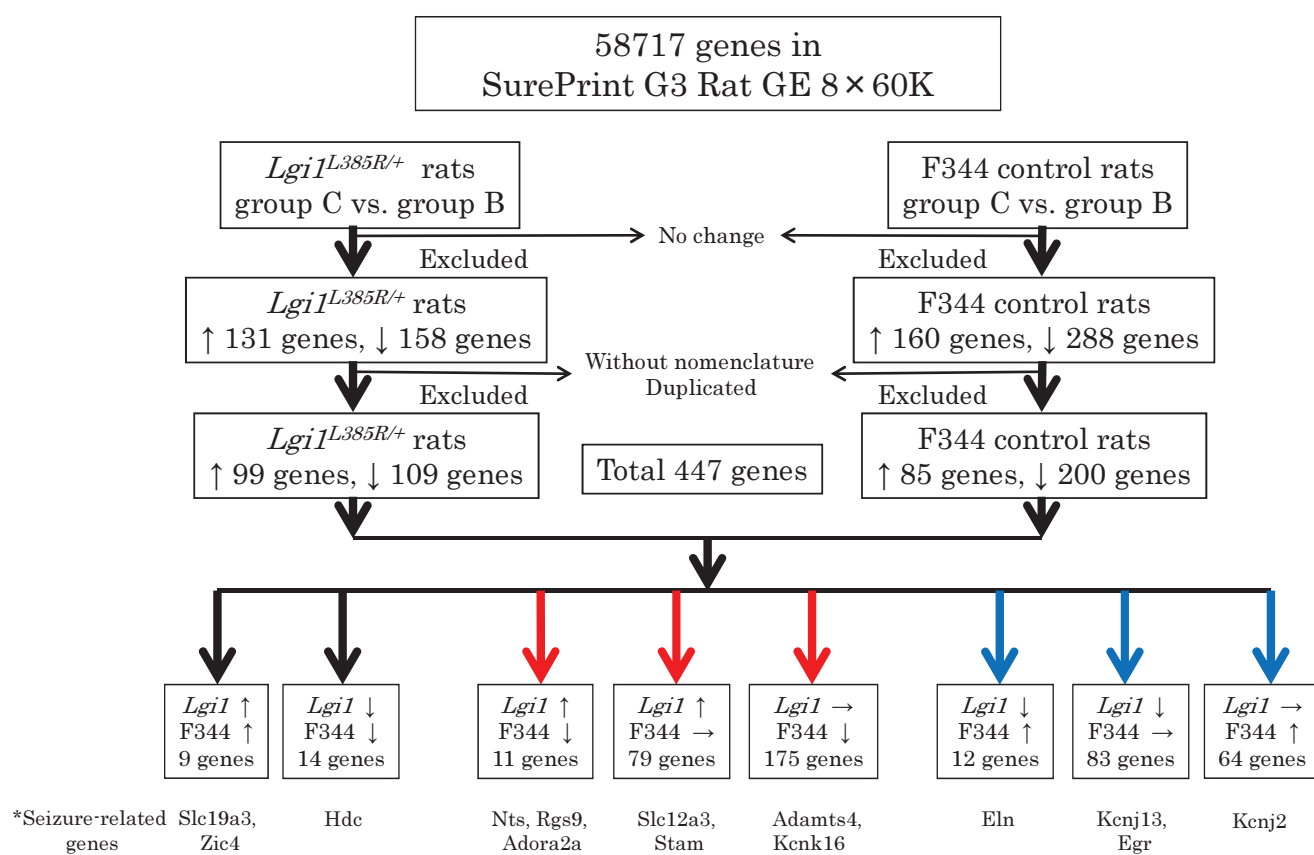 58717 genes in
SurePrint G3 Rat GE 8×60K
Lgi1L385R/+ rats
group C vs. group B
F344 control rats
group C vs. group B
No change
Excluded
Excluded
Lgi1L385R/+ rats
↑ 131 genes, ↓ 158 genes
F344 control rats
↑ 160 genes, ↓ 288 genes
Without nomenclature
Duplicated
Excluded
Excluded
Lgi1L385R/+ rats
↑ 99 genes, ↓ 109 genes
Total 447 genes
F344 control rats
↑ 85 genes, ↓ 200 genes
Lgi1 ↑
F344 ↑
9 genes
Lgi1 ↓
F344 ↓
14 genes
Lgi1 ↑
F344 ↓
11 genes
Lgi1 ↑
F344 →
79 genes
Lgi1 →
F344 ↓
175 genes
Lgi1 ↓
F344 ↑
12 genes
Lgi1 ↓
F344 →
83 genes
Lgi1 →
F344 ↑
64 genes
*Seizure-related
genes
Slc19a3,
Zic4
Hdc
Nts, Rgs9,
Adora2a
Slc12a3,
Stam
Adamts4,
Kcnk16
Eln
Kcnj13,
Egr
Kcnj2